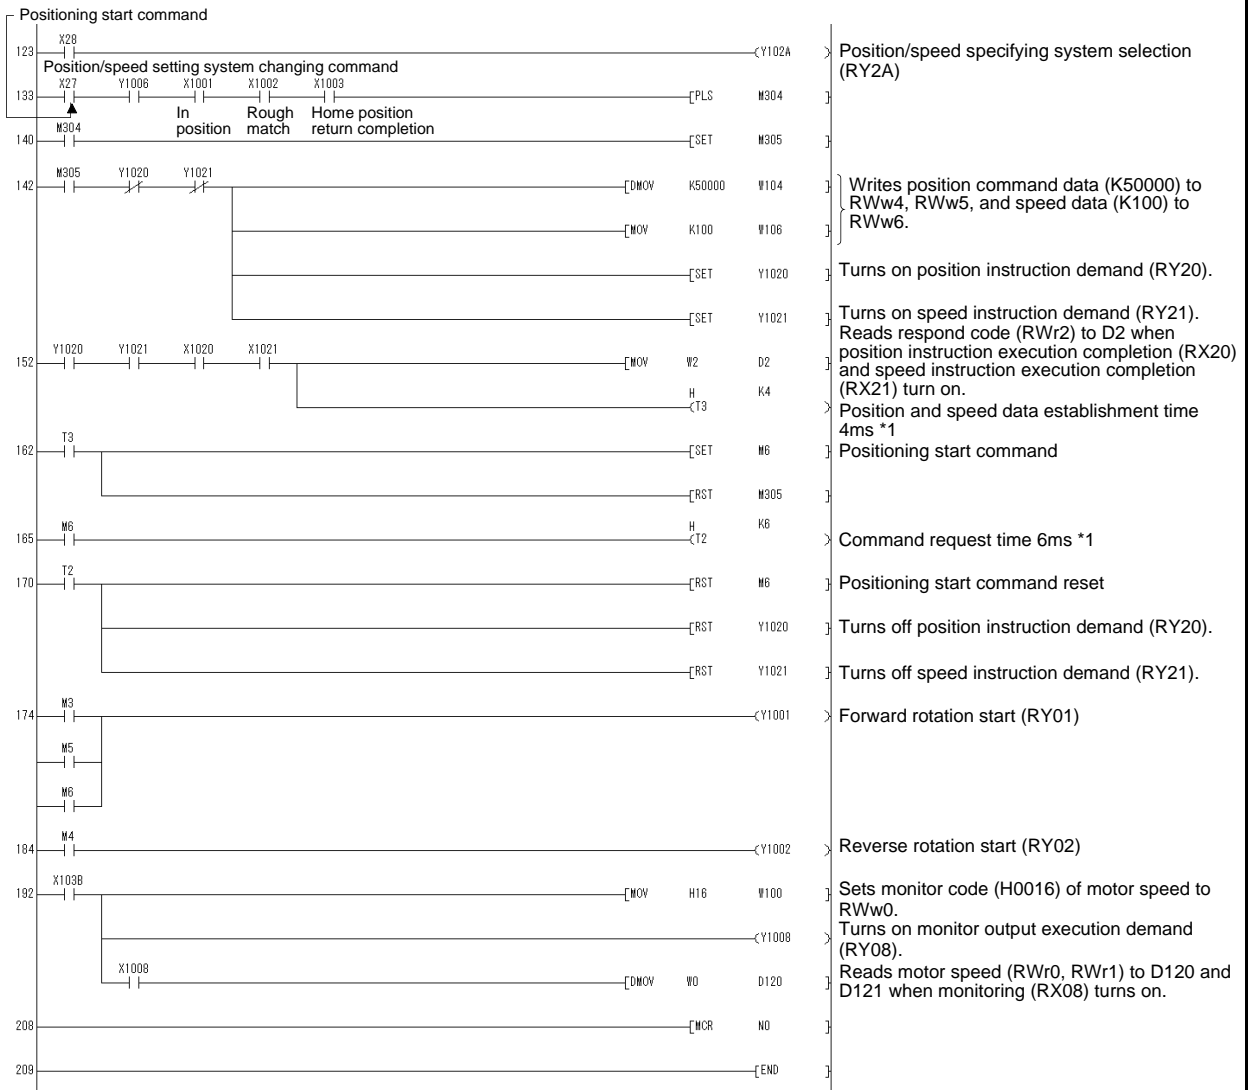 Positioning start command
X28
123 (Y102A ) Position/speed specifying system selection
(RY2A)
Position/speed setting system changing command
X27 Y1006 X1001 X1002 X1003
133 [PLS M304 ]
In Rough Home position
position match return completion
M304
140 [SET M305 ]
M305 Y1020 Y1021
142 [DMOV K50000 W104 ] Writes position command data (K50000) to
RWw4, RWw5, and speed data (K100) to
RWw6.
[MOV K100 W106 ]
[SET Y1020 ] Turns on position instruction demand (RY20).
[SET Y1021 ] Turns on speed instruction demand (RY21).
Reads respond code (RWr2) to D2 when
position instruction execution completion (RX20)
and speed instruction execution completion
(RX21) turn on.
Y1020 Y1021 X1020 X1021
152 [MOV W2 D2 ]
H K4
(T3 ) Position and speed data establishment time
4ms *1
T3
162 [SET M6 ] Positioning start command
[RST M305 ]
M6 H K6
165 (T2 ) Command request time 6ms *1
T2
170 [RST M6 ] Positioning start command reset
[RST Y1020 ] Turns off position instruction demand (RY20).
[RST Y1021 ] Turns off speed instruction demand (RY21).
M3
174 (Y1001 ) Forward rotation start (RY01)
M5
M6
M4
184 (Y1002 ) Reverse rotation start (RY02)
X103B
192 [MOV H16 W100 ] Sets monitor code (H0016) of motor speed to
RWw0.
(Y1008 ) Turns on monitor output execution demand
(RY08).
X1008
[DMOV W0 D120 ] Reads motor speed (RWr0, RWr1) to D120 and
D121 when monitoring (RX08) turns on.
208 [MCR N0 ]
209 [END ]